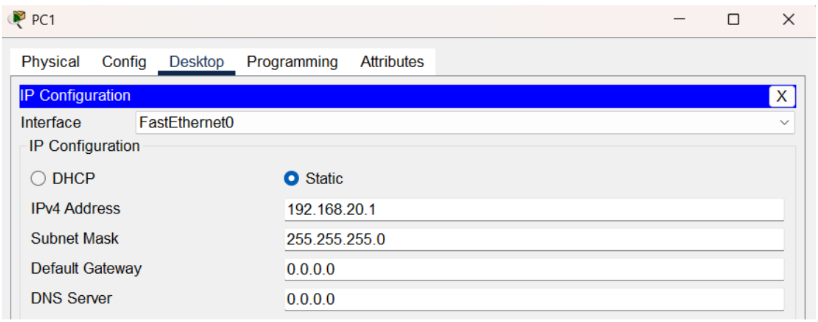 PC1
Physical Config Desktop Programming Attributes
IP Configuration X
Interface FastEthernet0
IP Configuration
DHCP Static
IPv4 Address 192.168.20.1
Subnet Mask 255.255.255.0
Default Gateway 0.0.0.0
DNS Server 0.0.0.0